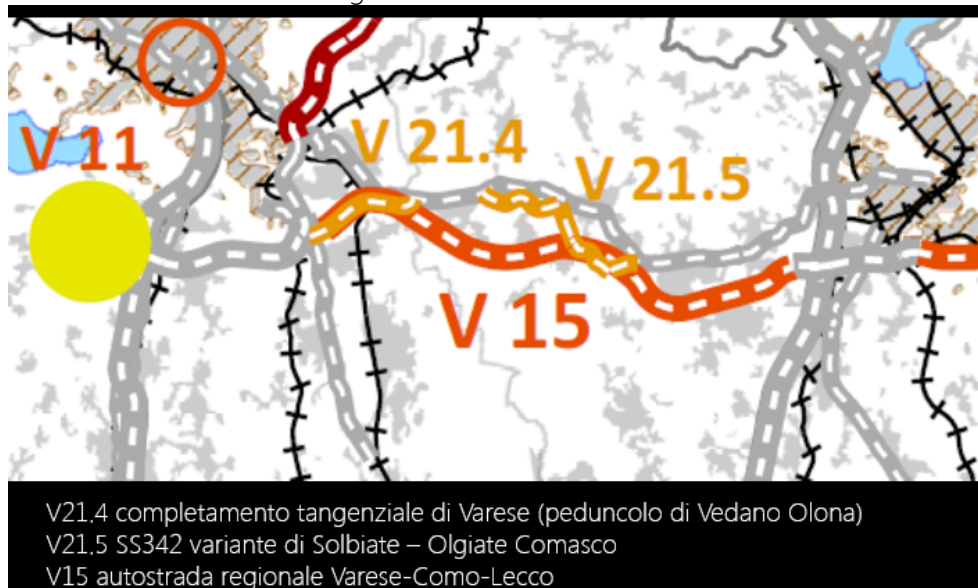 V 11
V 21.4
V 21.5
V 15
V21.4 completamento tangenziale di Varese (peduncolo di Vedano Olona)
V21.5 SS342 variante di Solbiate – Olgiate Comasco
V15 autostrada regionale Varese-Como-Lecco